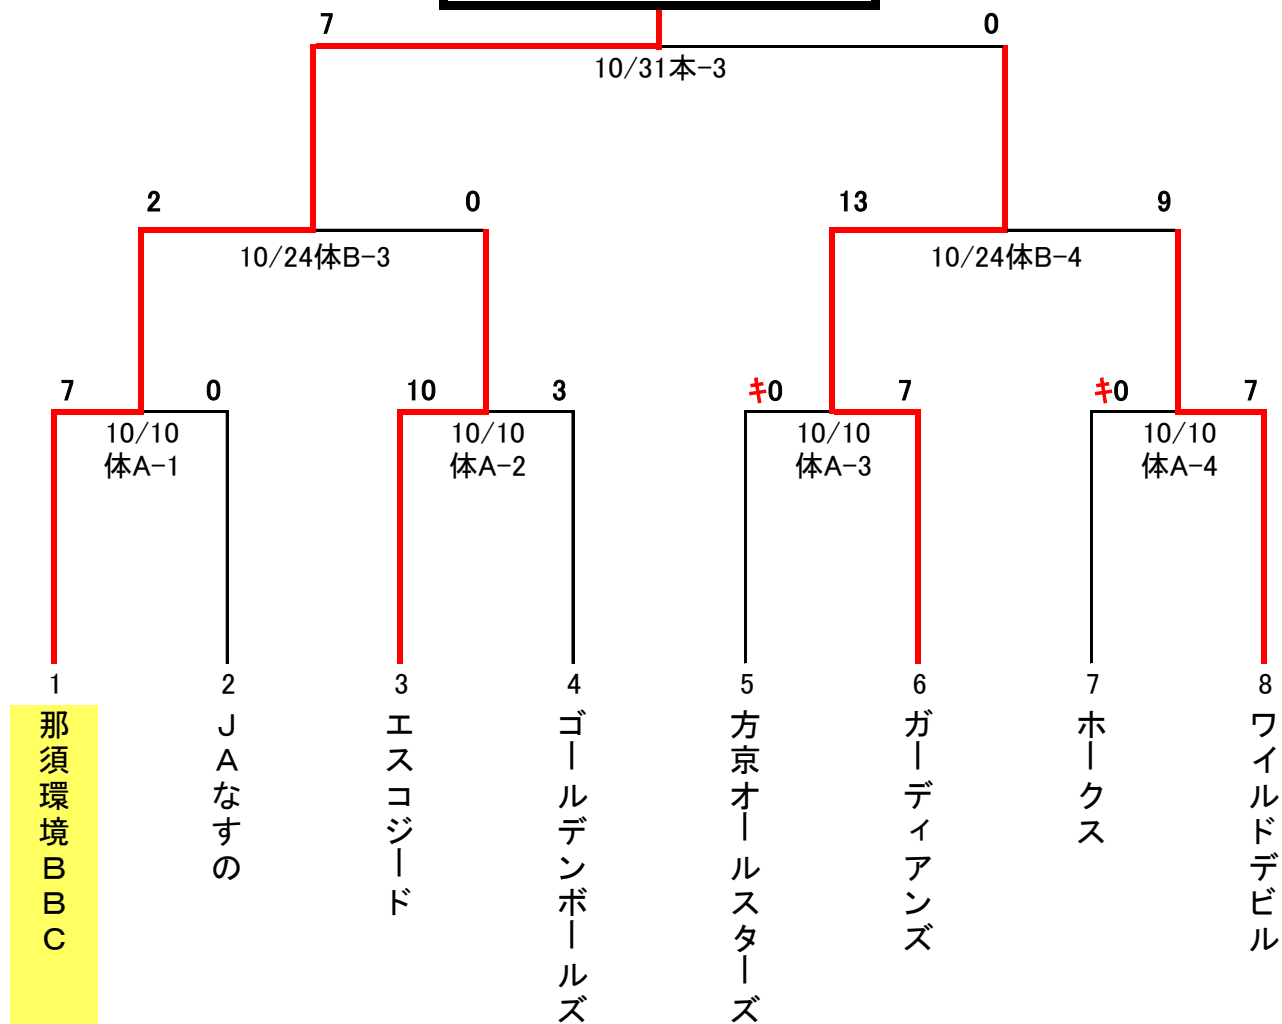 7 0
10/31本-3
2 0 13 9
10/24体B-3 10/24体B-4
7 0 10 3 キ0 7 キ0 7
10/10 10/10 10/10 10/10
体A-1 体A-2 体A-3 体A-4
1 2 3 4 5 6 7 8
那須環境BBC
JAなすの
エスコジード
ゴールデンボールズ
方京オールスターズ
ガーディアンズ
ホークス
ワイルドデビル